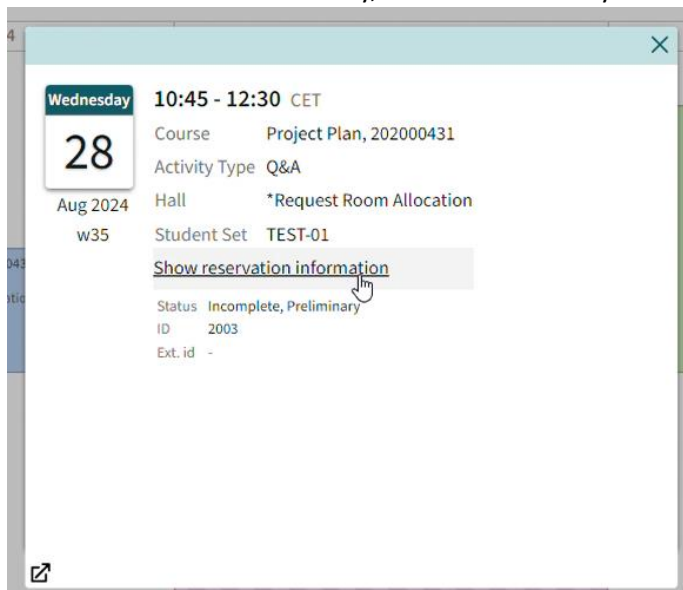 4
Wednesday
28
Aug 2024
w35
10:45 - 12:30 CET
Course Project Plan, 202000431
Activity Type Q&A
Hall *Request Room Allocation
Student Set TEST-01
Show reservation information
Status Incomplete, Preliminary
ID 2003
Ext. id -